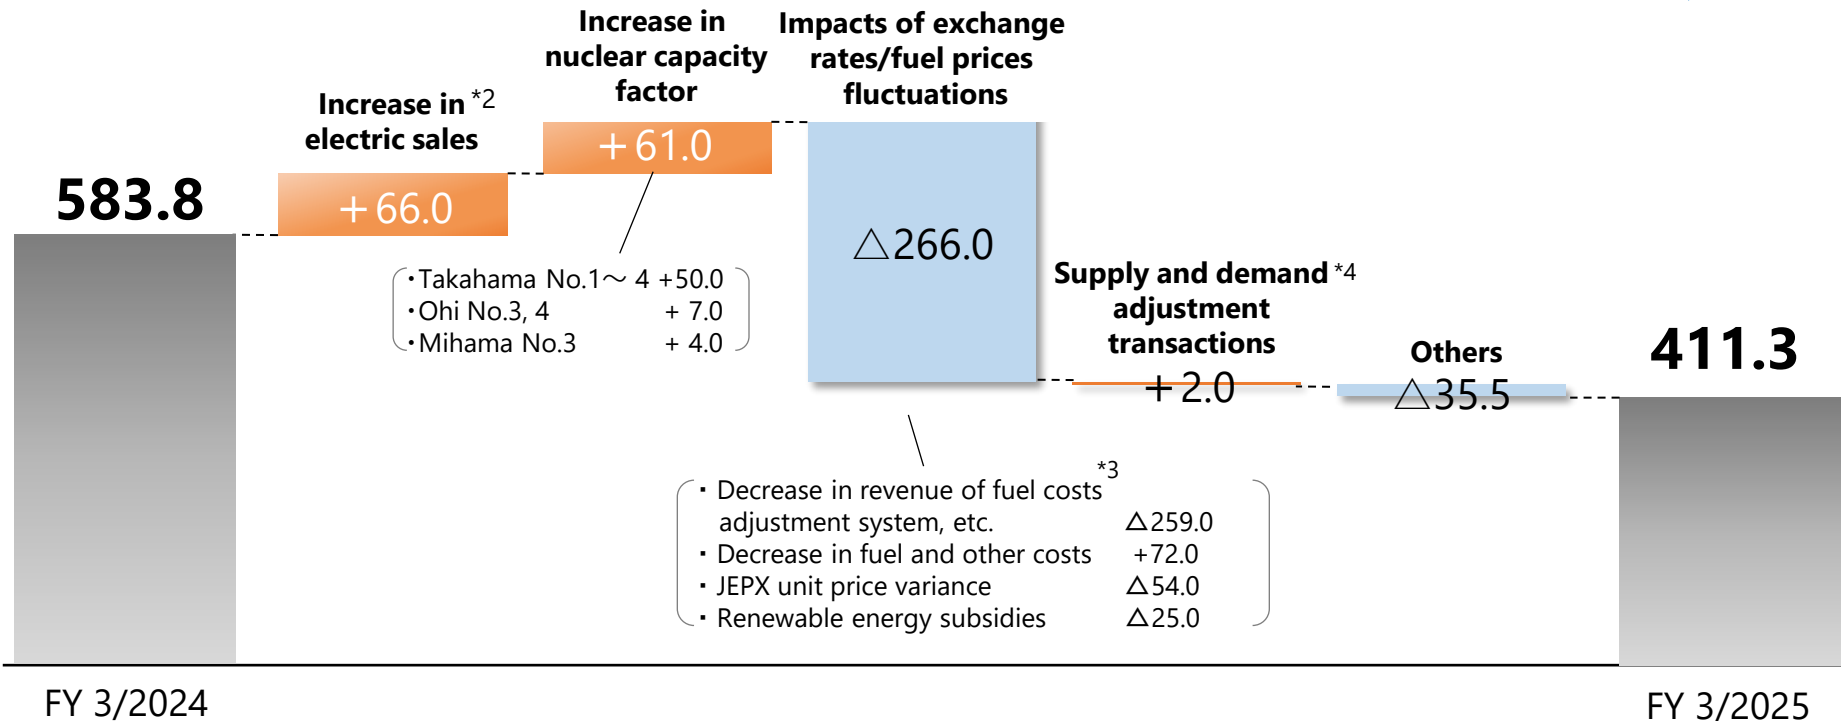 Increase in
nuclear capacity
factor
Impacts of exchange
rates/fuel prices
fluctuations
Increase in *2
electric sales
583.8
+66.0
+61.0
△266.0
・Takahama No.1～ 4 +50.0
・Ohi No.3, 4 + 7.0
・Mihama No.3 + 4.0
Supply and demand *4
adjustment
transactions
+2.0
Others
△35.5
411.3
・ Decrease in revenue of fuel costs *3
adjustment system, etc. △259.0
・ Decrease in fuel and other costs +72.0
・ JEPX unit price variance △54.0
・ Renewable energy subsidies △25.0
FY 3/2024
FY 3/2025